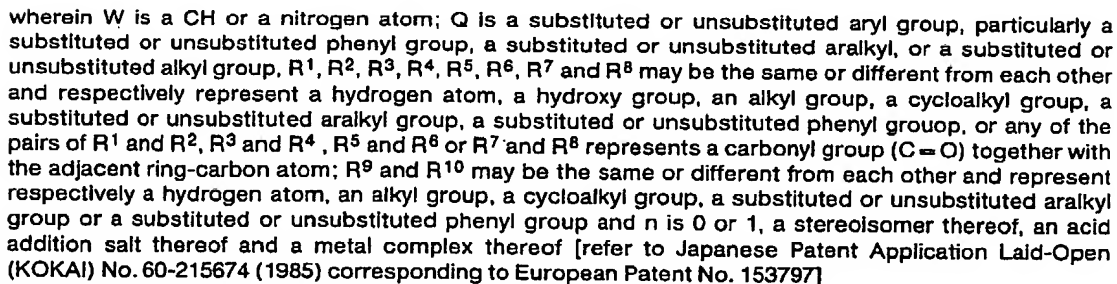 wherein W is a CH or a nitrogen atom; Q is a substituted or unsubstituted aryl group, particularly a
substituted or unsubstituted phenyl group, a substituted or unsubstituted aralkyl, or a substituted or
unsubstituted alkyl group, R¹, R², R³, R⁴, R⁵, R⁶, R⁷ and R⁸ may be the same or different from each other
and respectively represent a hydrogen atom, a hydroxy group, an alkyl group, a cycloalkyl group, a
substituted or unsubstituted aralkyl group, a substituted or unsubstituted phenyl grouop, or any of the
pairs of R¹ and R², R³ and R⁴ , R⁵ and R⁶ or R⁷ and R⁸ represents a carbonyl group (C=O) together with
the adjacent ring-carbon atom; R⁹ and R¹⁰ may be the same or different from each other and represent
respectively a hydrogen atom, an alkyl group, a cycloalkyl group, a substituted or unsubstituted aralkyl
group or a substituted or unsubstituted phenyl group and n is 0 or 1, a stereoisomer thereof, an acid
addition salt thereof and a metal complex thereof [refer to Japanese Patent Application Laid-Open
(KOKAI) No. 60-215674 (1985) corresponding to European Patent No. 153797]